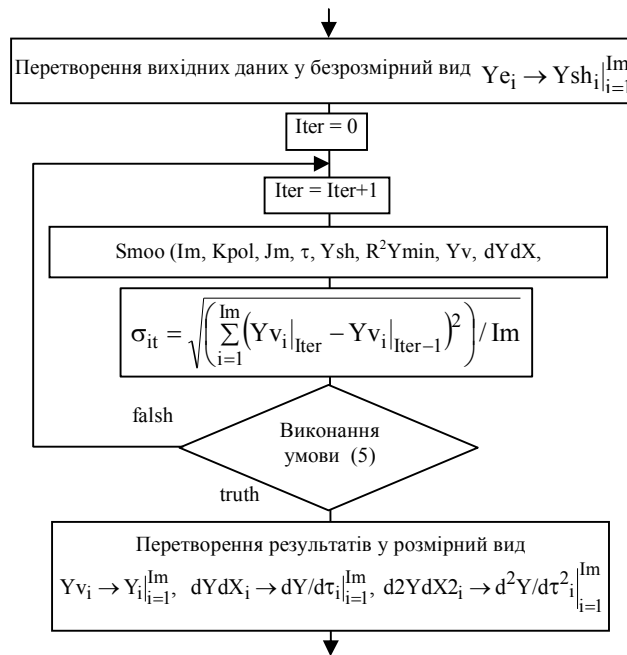 Перетворення вихідних даних у безрозмірний вид Ye_i → Ysh_i|_{i=1}^{Im}
Iter = 0
Iter = Iter+1
Smoo (Im, Kpol, Jm, τ, Ysh, R²Ymin, Yv, dYdX,
σ_it = √((∑_{i=1}^{Im}(Yv_i|_{Iter} − Yv_i|_{Iter−1})²) / Im)
falsh
Виконання
умови (5)
truth
Перетворення результатів у розмірний вид
Yv_i → Y_i|_{i=1}^{Im}, dYdX_i → dY/dτ_i|_{i=1}^{Im}, d2YdX2_i → d²Y/dτ²_i|_{i=1}^{Im}